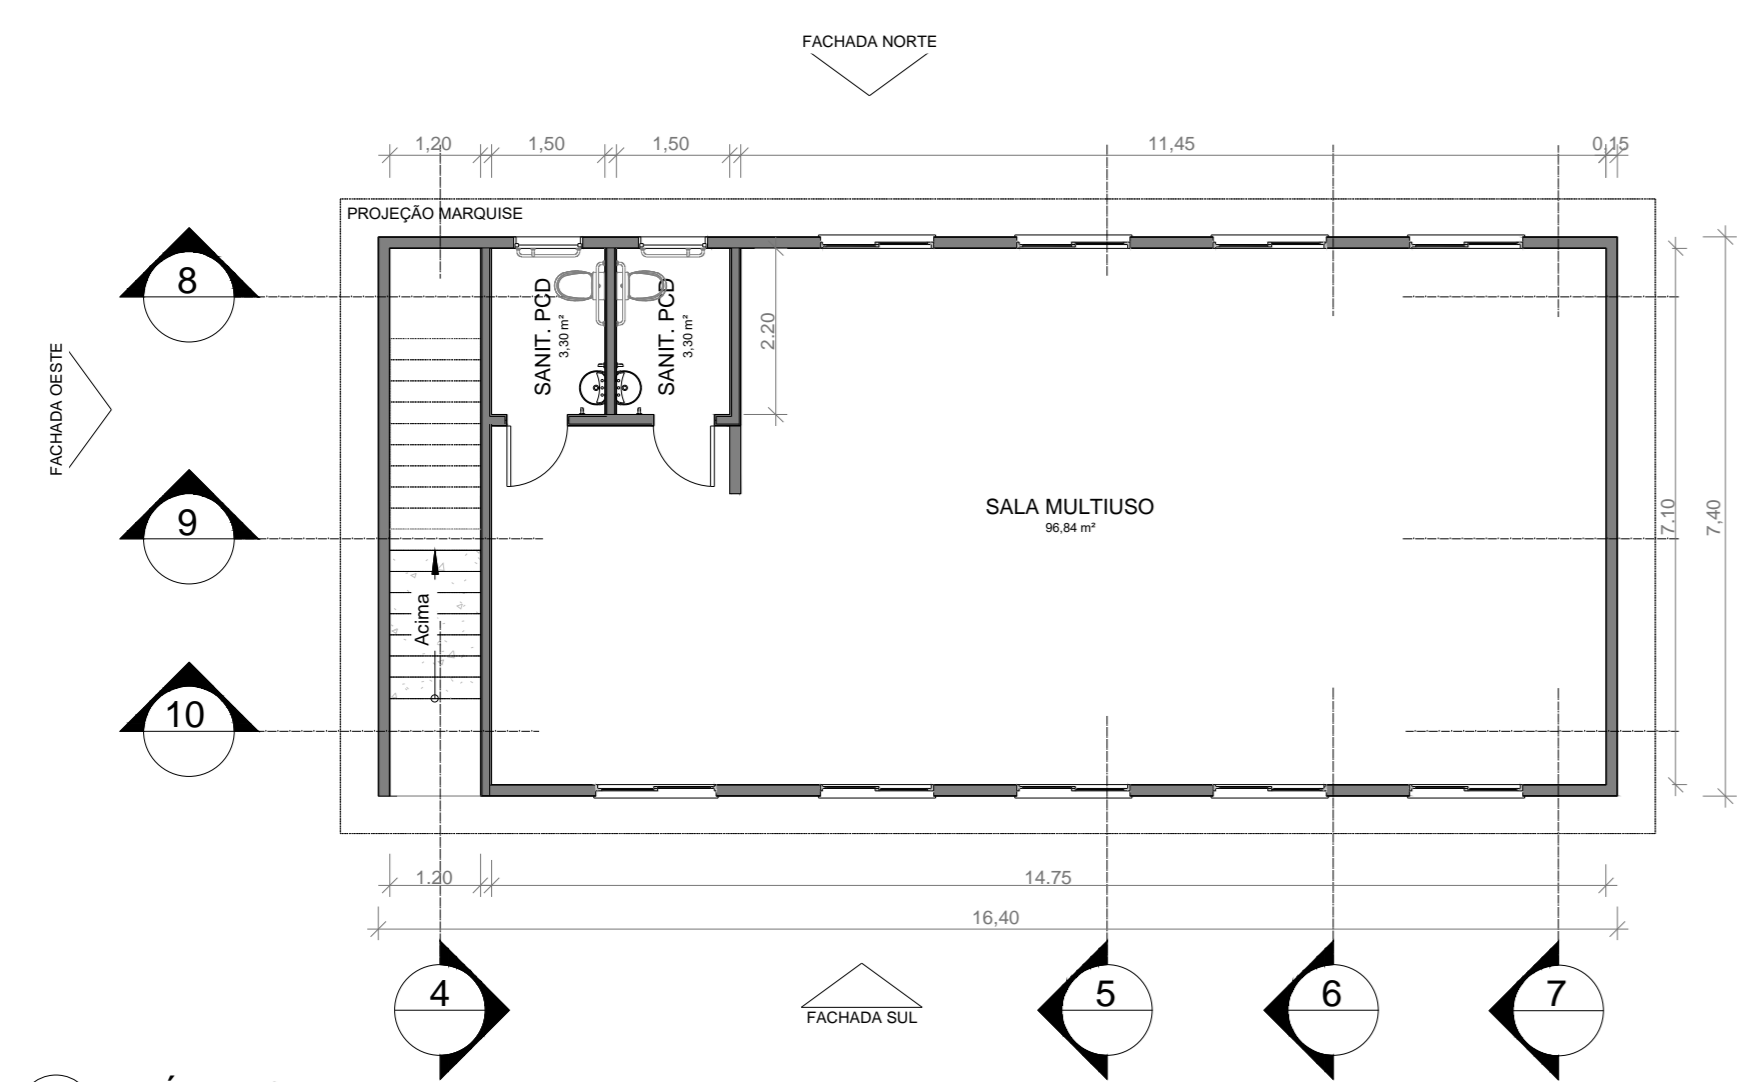 FACHADA NORTE
1,20
1,50
1,50
11,45
0,15
PROJEÇÃO MARQUISE
8
SANIT. PCD
3,30 m²
SANIT. PCD
3,30 m²
2.20
FACHADA OESTE
9
SALA MULTIUSO
96,84 m²
7.10
7,40
Acima
10
1.20
14.75
16,40
4
5
6
7
FACHADA SUL